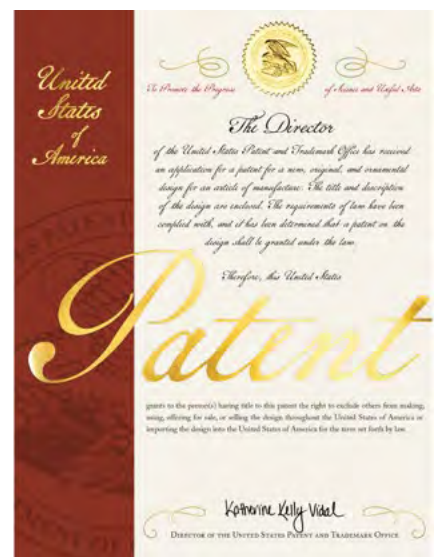 United
States
of
America
To Promote the Progress
of Science and Useful Arts
The Director
of the United States Patent and Trademark Office has received
an application for a patent for a new, original, and ornamental
design for an article of manufacture. The title and description
of the design are enclosed. The requirements of law have been
complied with, and it has been determined that a patent on the
design shall be granted under the law.
Therefore, this United States
Patent
grants to the person(s) having title to this patent the right to exclude others from making,
using, offering for sale, or selling the design throughout the United States of America or
importing the design into the United States of America for the term set forth by law.
Katherine Kelly Vidal
Director of the United States Patent and Trademark Office